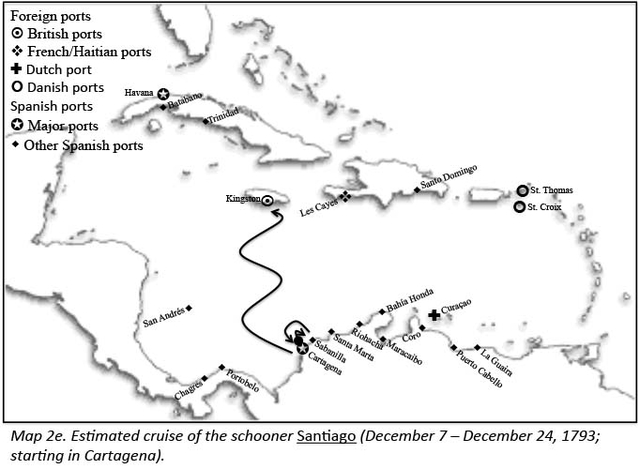 Foreign ports
British ports
French/Haitian ports
Dutch port
Danish ports
Spanish ports
Major ports
Other Spanish ports
Havana
Batabano
Trinidad
Kingston
Les Cayes
Santo Domingo
St. Thomas
St. Croix
San Andrés
Bahía Honda
Curaçao
Riohacha
Coro
Santa Marta
Maracaibo
Sabanilla
Cartagena
La Guaira
Puerto Cabello
Portobelo
Chagres
Map 2e. Estimated cruise of the schooner Santiago (December 7 – December 24, 1793;
starting in Cartagena).